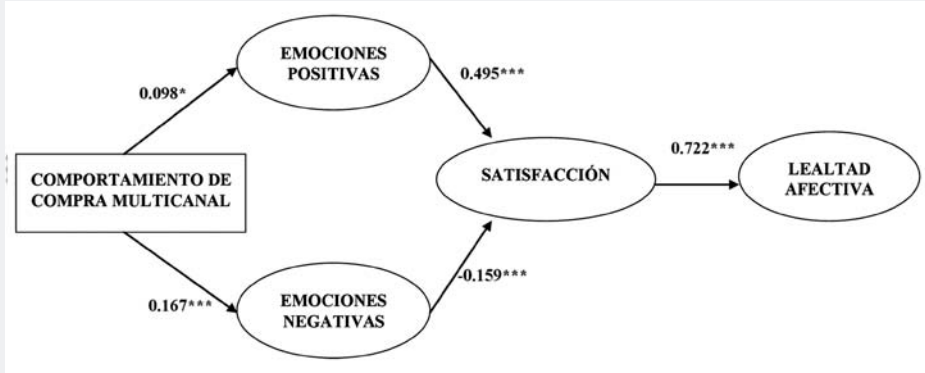 EMOCIONES
POSITIVAS
0.495***
0.098*
COMPORTAMIENTO DE
COMPRA MULTICANAL
SATISFACCIÓN
0.722***
LEALTAD
AFECTIVA
0.167***
EMOCIONES
NEGATIVAS
-0.159***